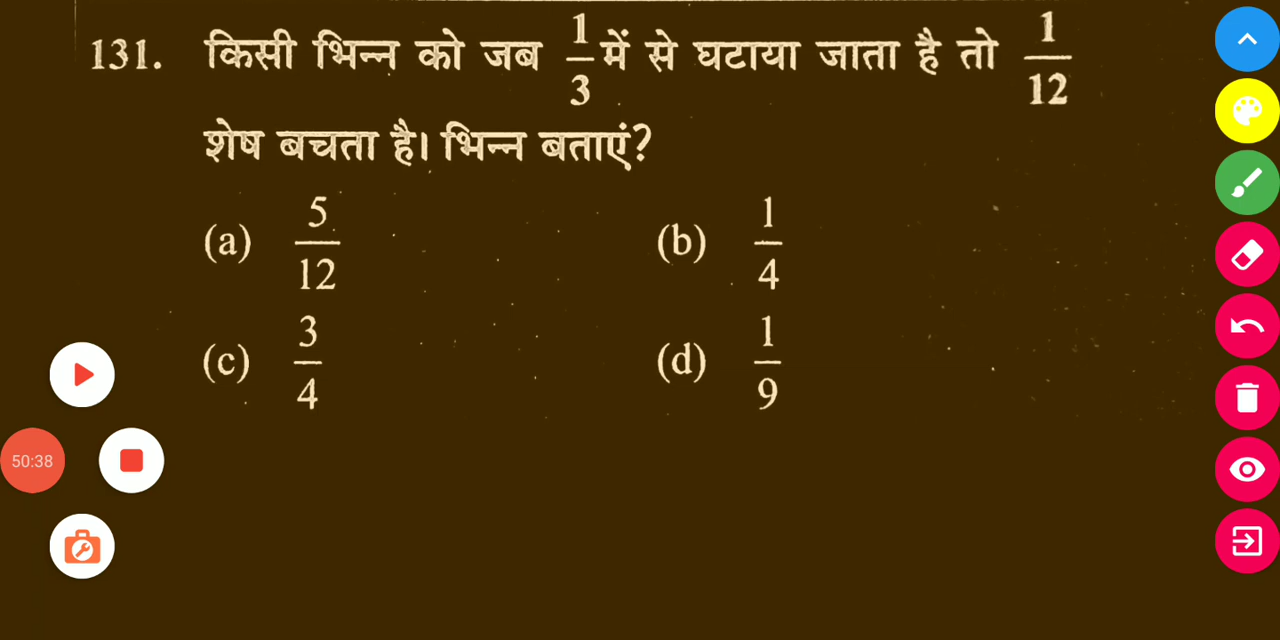 131. किसी भिन्न को जब 1/3 में से घटाया जाता है तो 1/12
शेष बचता है। भिन्न बताएं?
(a) 5/12 (b) 1/4
(c) 3/4 (d) 1/9
50:38